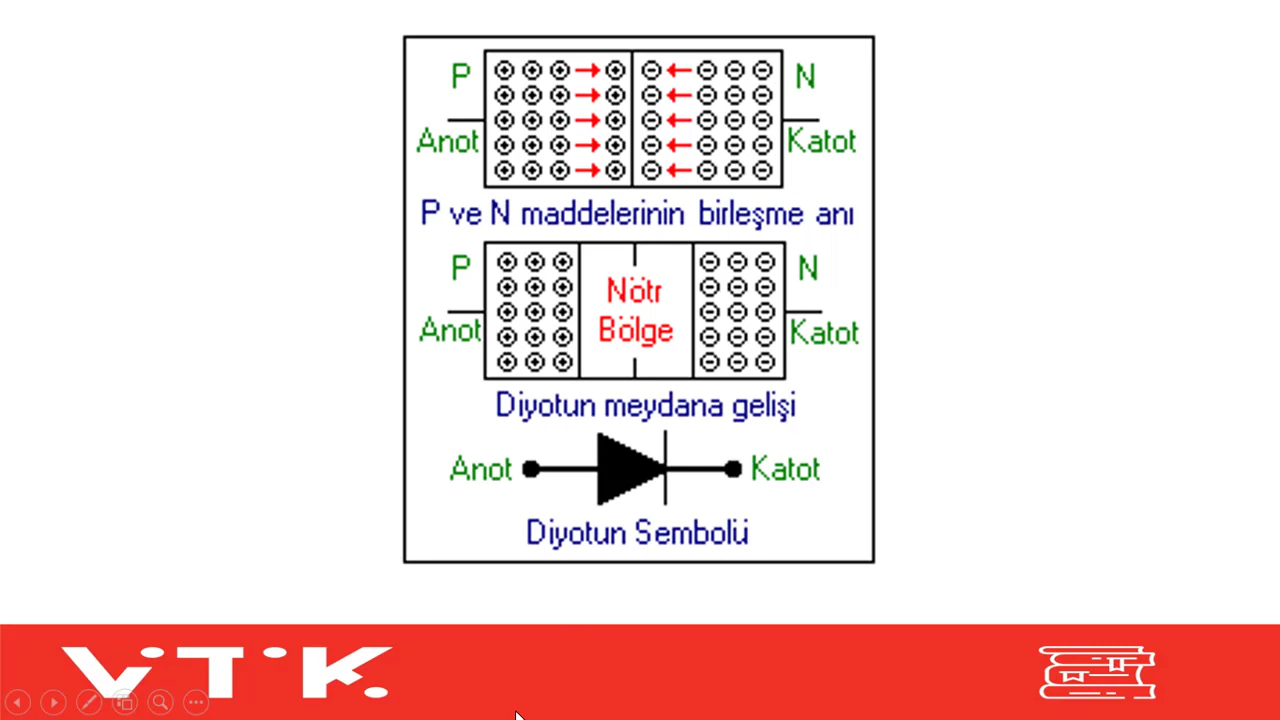 P
N
Anot
Katot
P ve N maddelerinin birleşme anı
P
N
Nötr
Bölge
Anot
Katot
Diyotun meydana gelişi
Anot
Katot
Diyotun Sembolü
VTK.